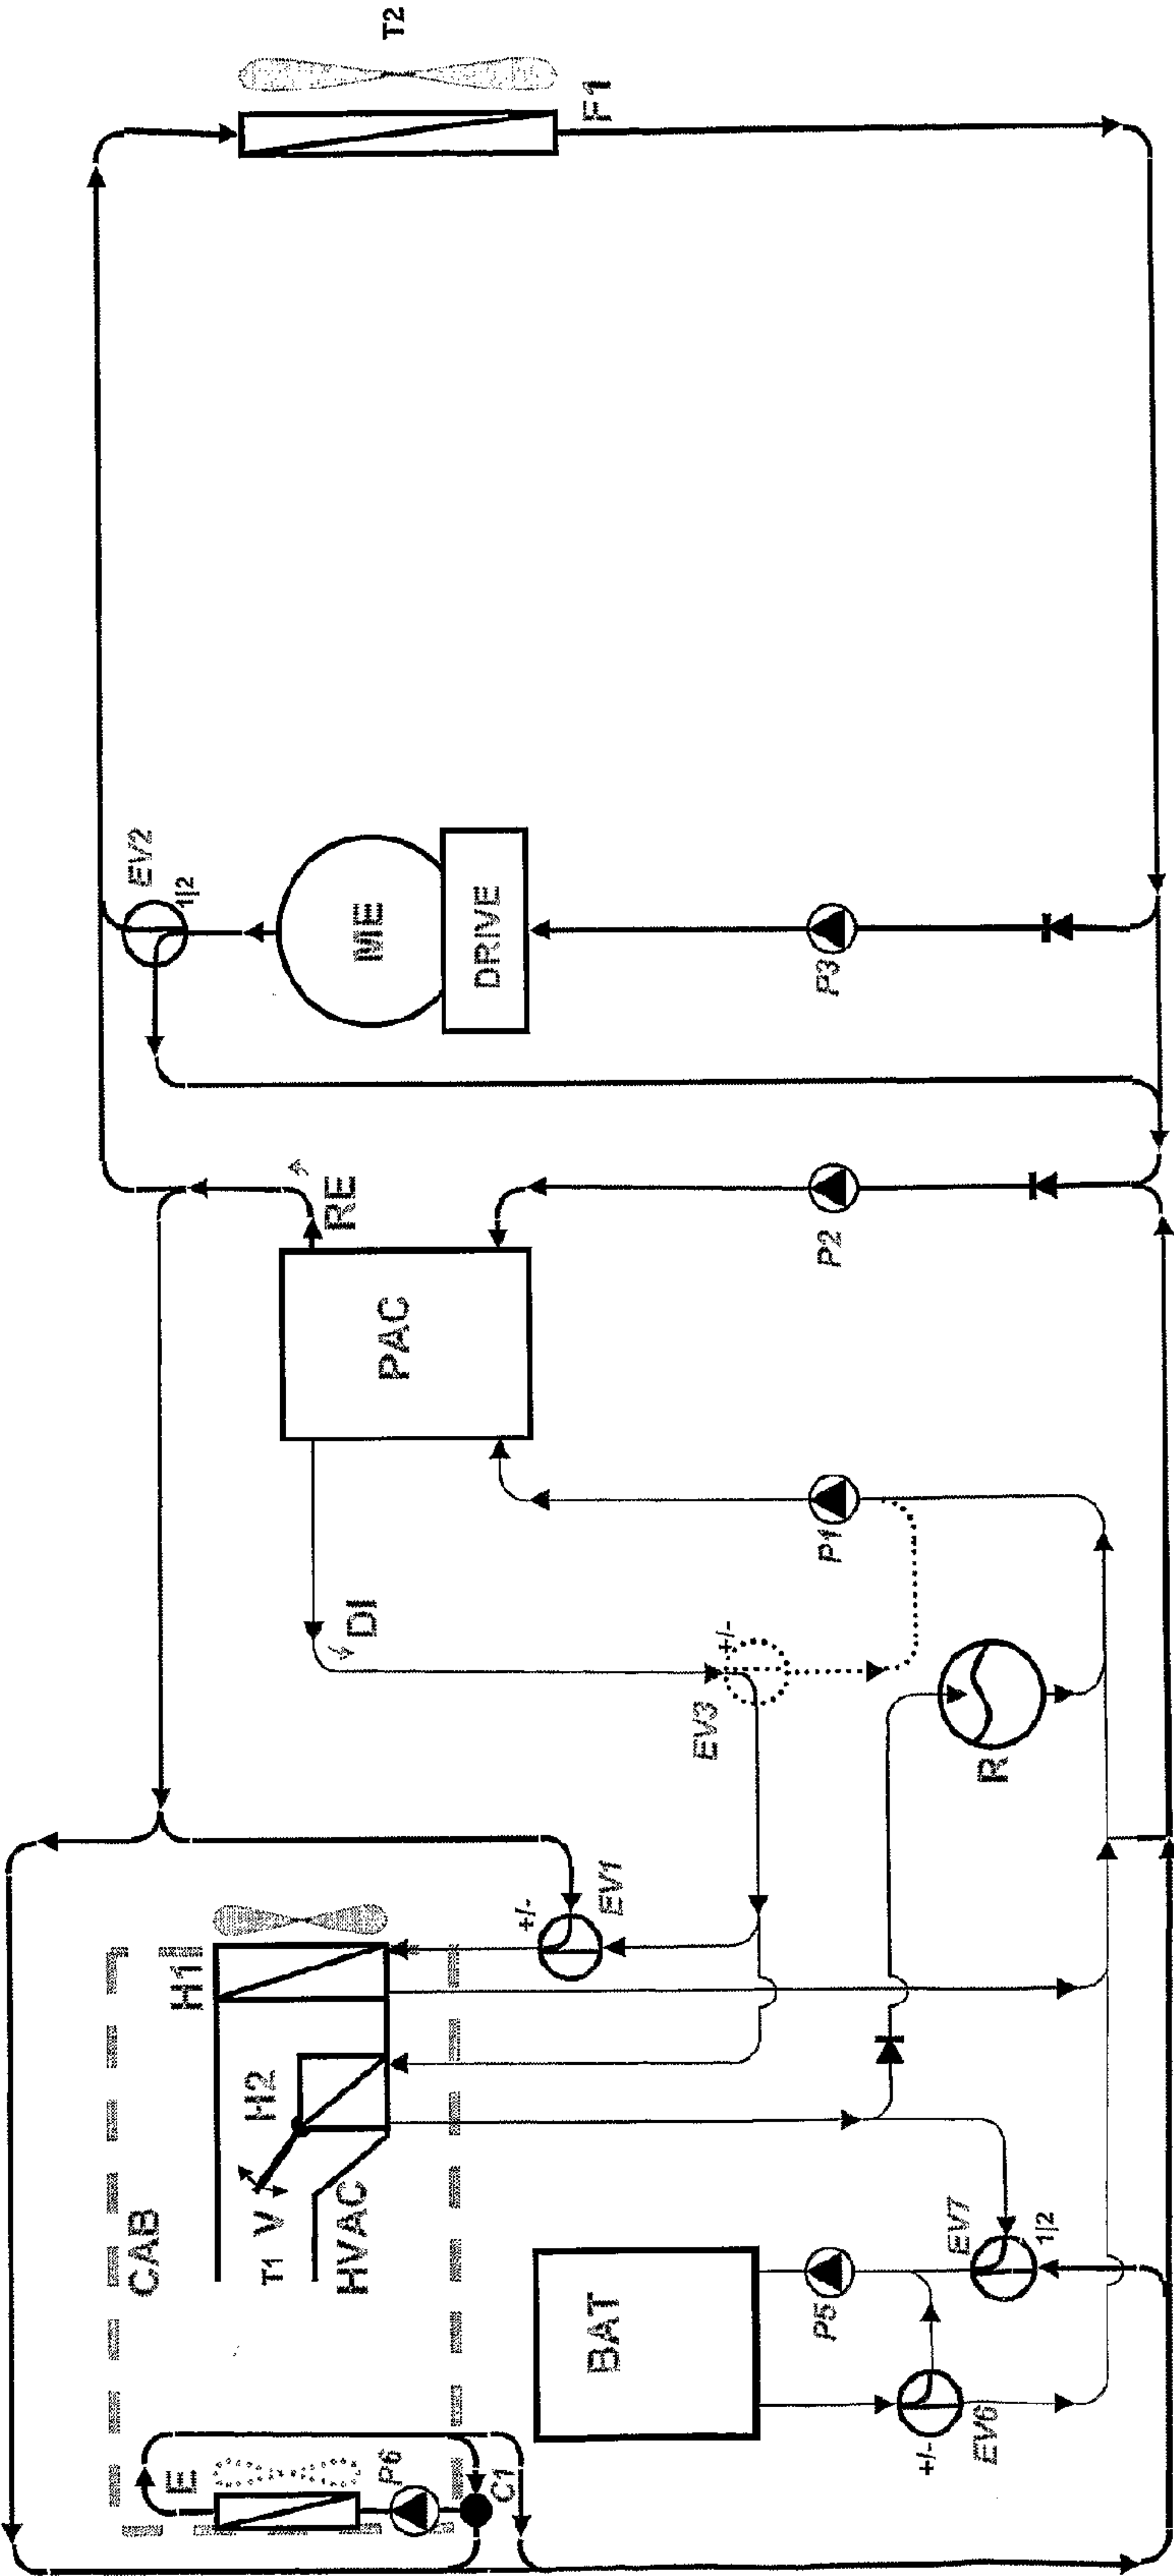 T2
F1
EV2
1|2
ME
DRIVE
P3
RE
PAC
P2
DI
P1
+/-
EV3
R
+/-
EV1
H1
H2
CAB
V
T1
HVAC
EV7
1|2
P5
BAT
E
P6
C1
+/-
EV6